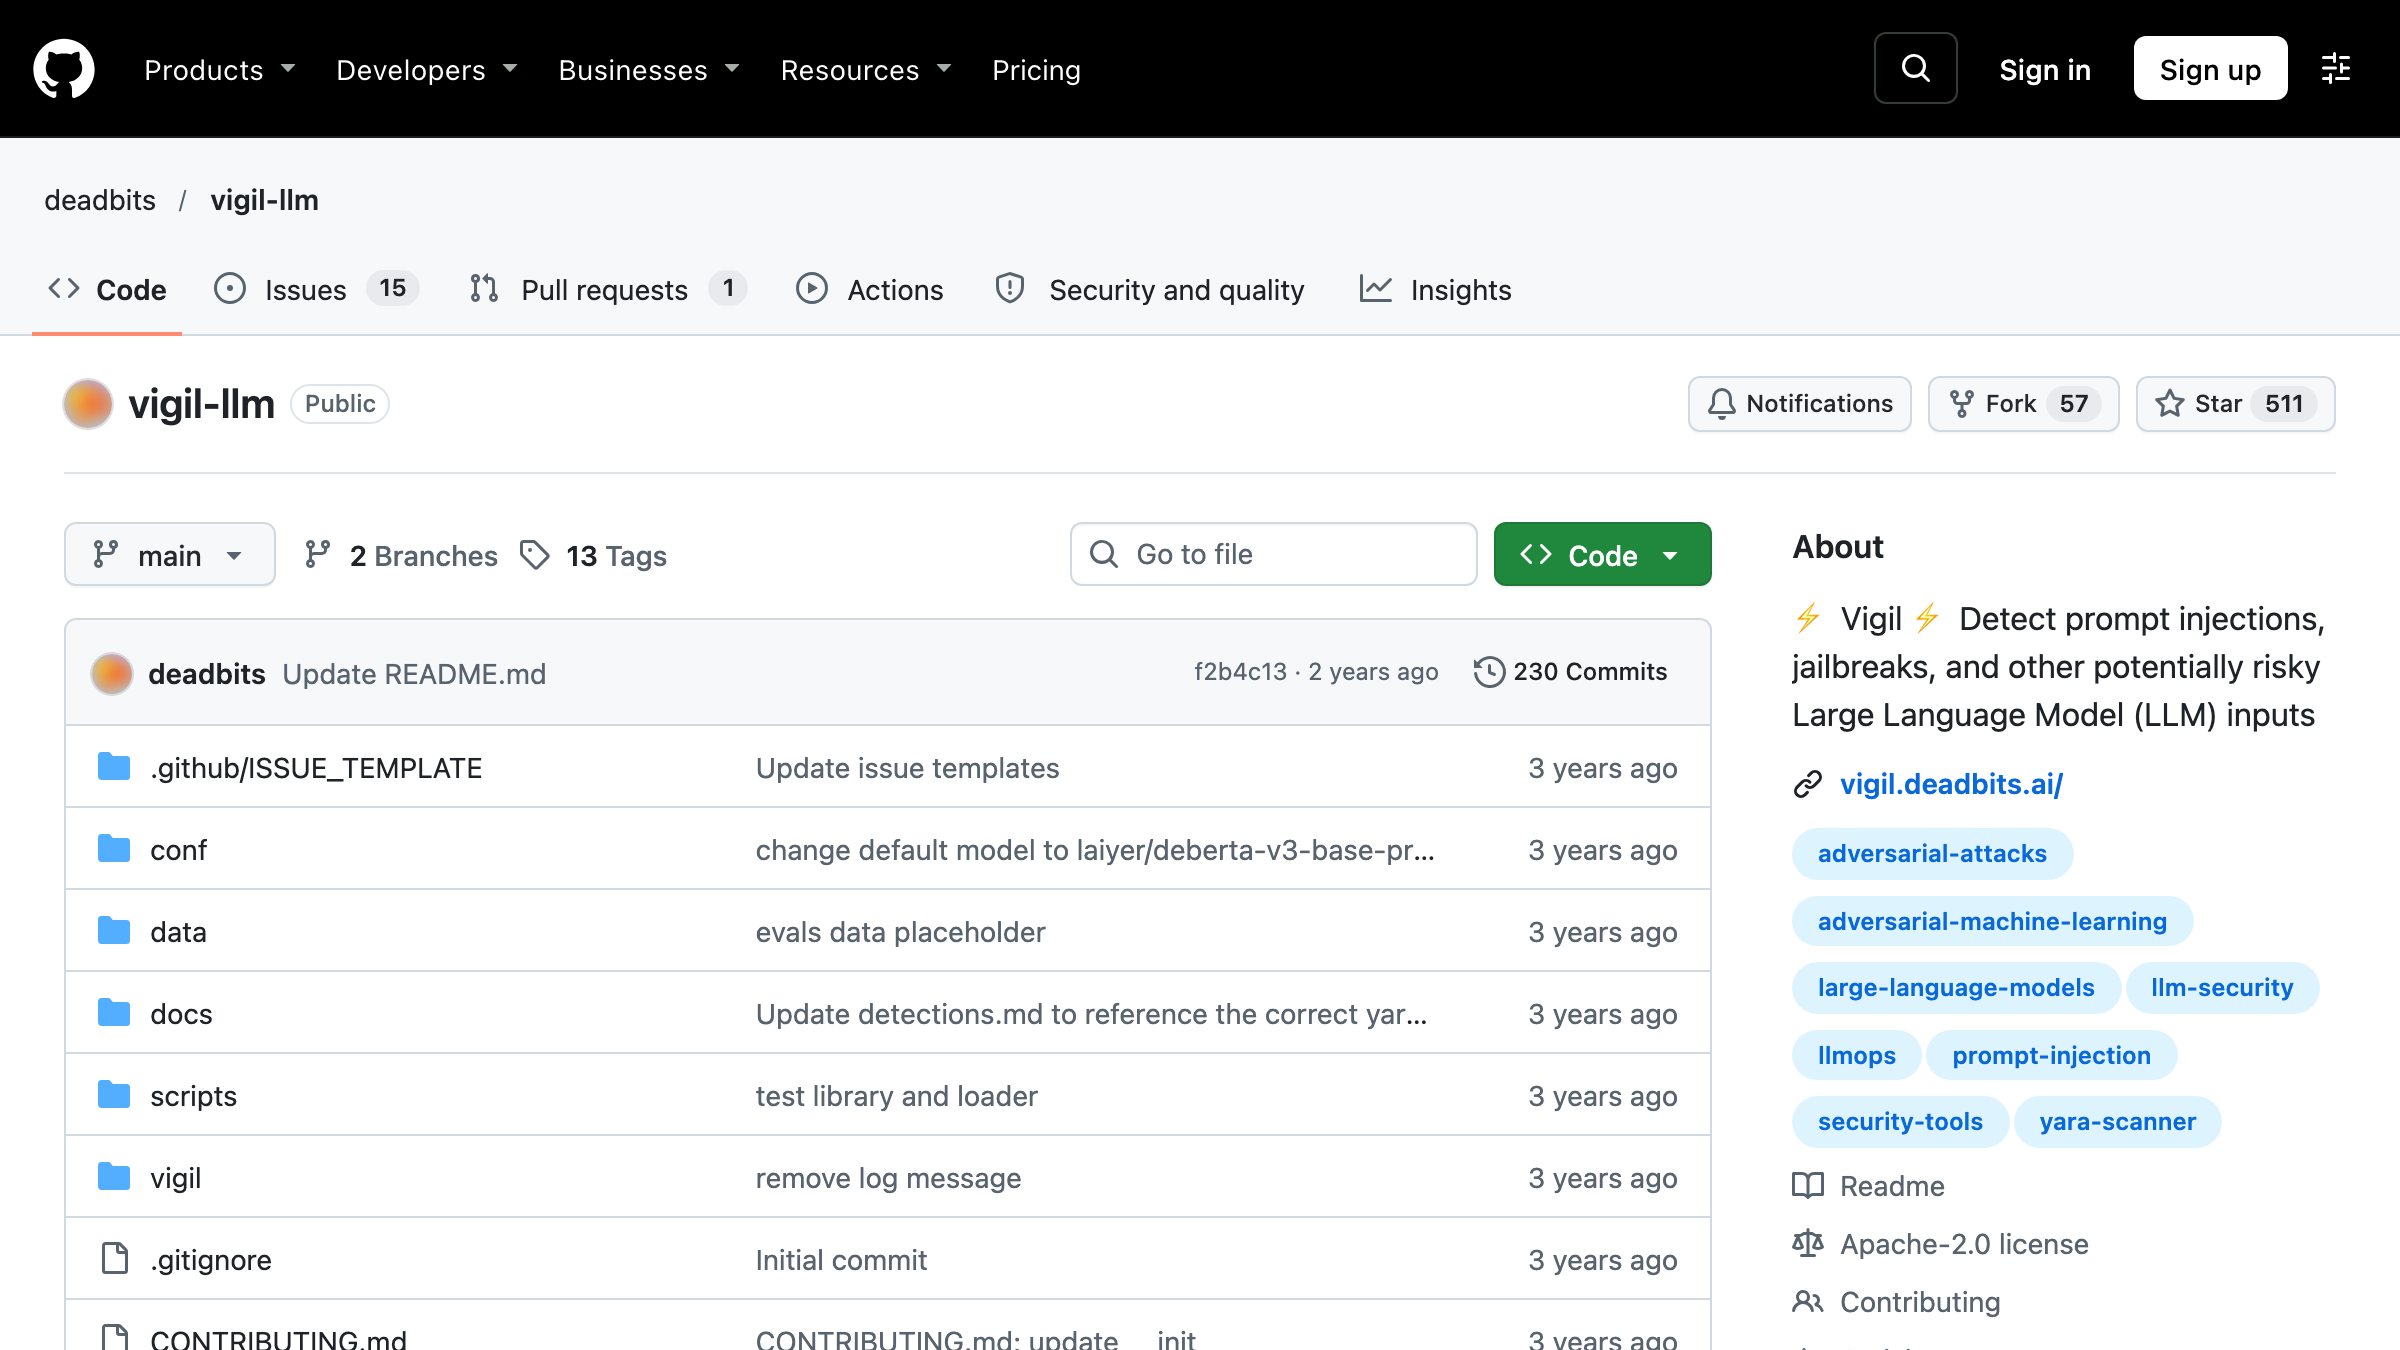 Products Developers Businesses Resources Pricing Sign in Sign up
deadbits / vigil-llm
Code Issues 15 Pull requests 1 Actions Security and quality Insights
vigil-llm Public Notifications Fork 57 Star 511
main 2 Branches 13 Tags Go to file Code
deadbits Update README.md f2b4c13 · 2 years ago 230 Commits
.github/ISSUE_TEMPLATE Update issue templates 3 years ago
conf change default model to laiyer/deberta-v3-base-pr... 3 years ago
data evals data placeholder 3 years ago
docs Update detections.md to reference the correct yar... 3 years ago
scripts test library and loader 3 years ago
vigil remove log message 3 years ago
.gitignore Initial commit 3 years ago
CONTRIBUTING.md CONTRIBUTING.md: update __init 3 years ago
About
⚡ Vigil ⚡ Detect prompt injections,
jailbreaks, and other potentially risky
Large Language Model (LLM) inputs
vigil.deadbits.ai/
adversarial-attacks
adversarial-machine-learning
large-language-models llm-security
llmops prompt-injection
security-tools yara-scanner
Readme
Apache-2.0 license
Contributing